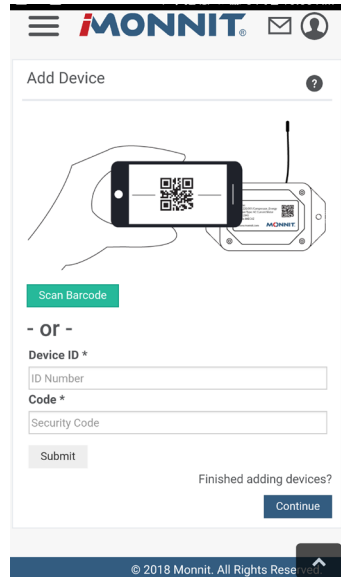 iMONNIT®
Add Device
?
MONNIT
Scan Barcode
- or -
Device ID *
ID Number
Code *
Security Code
Submit
Finished adding devices?
Continue
© 2018 Monnit. All Rights Reserved.